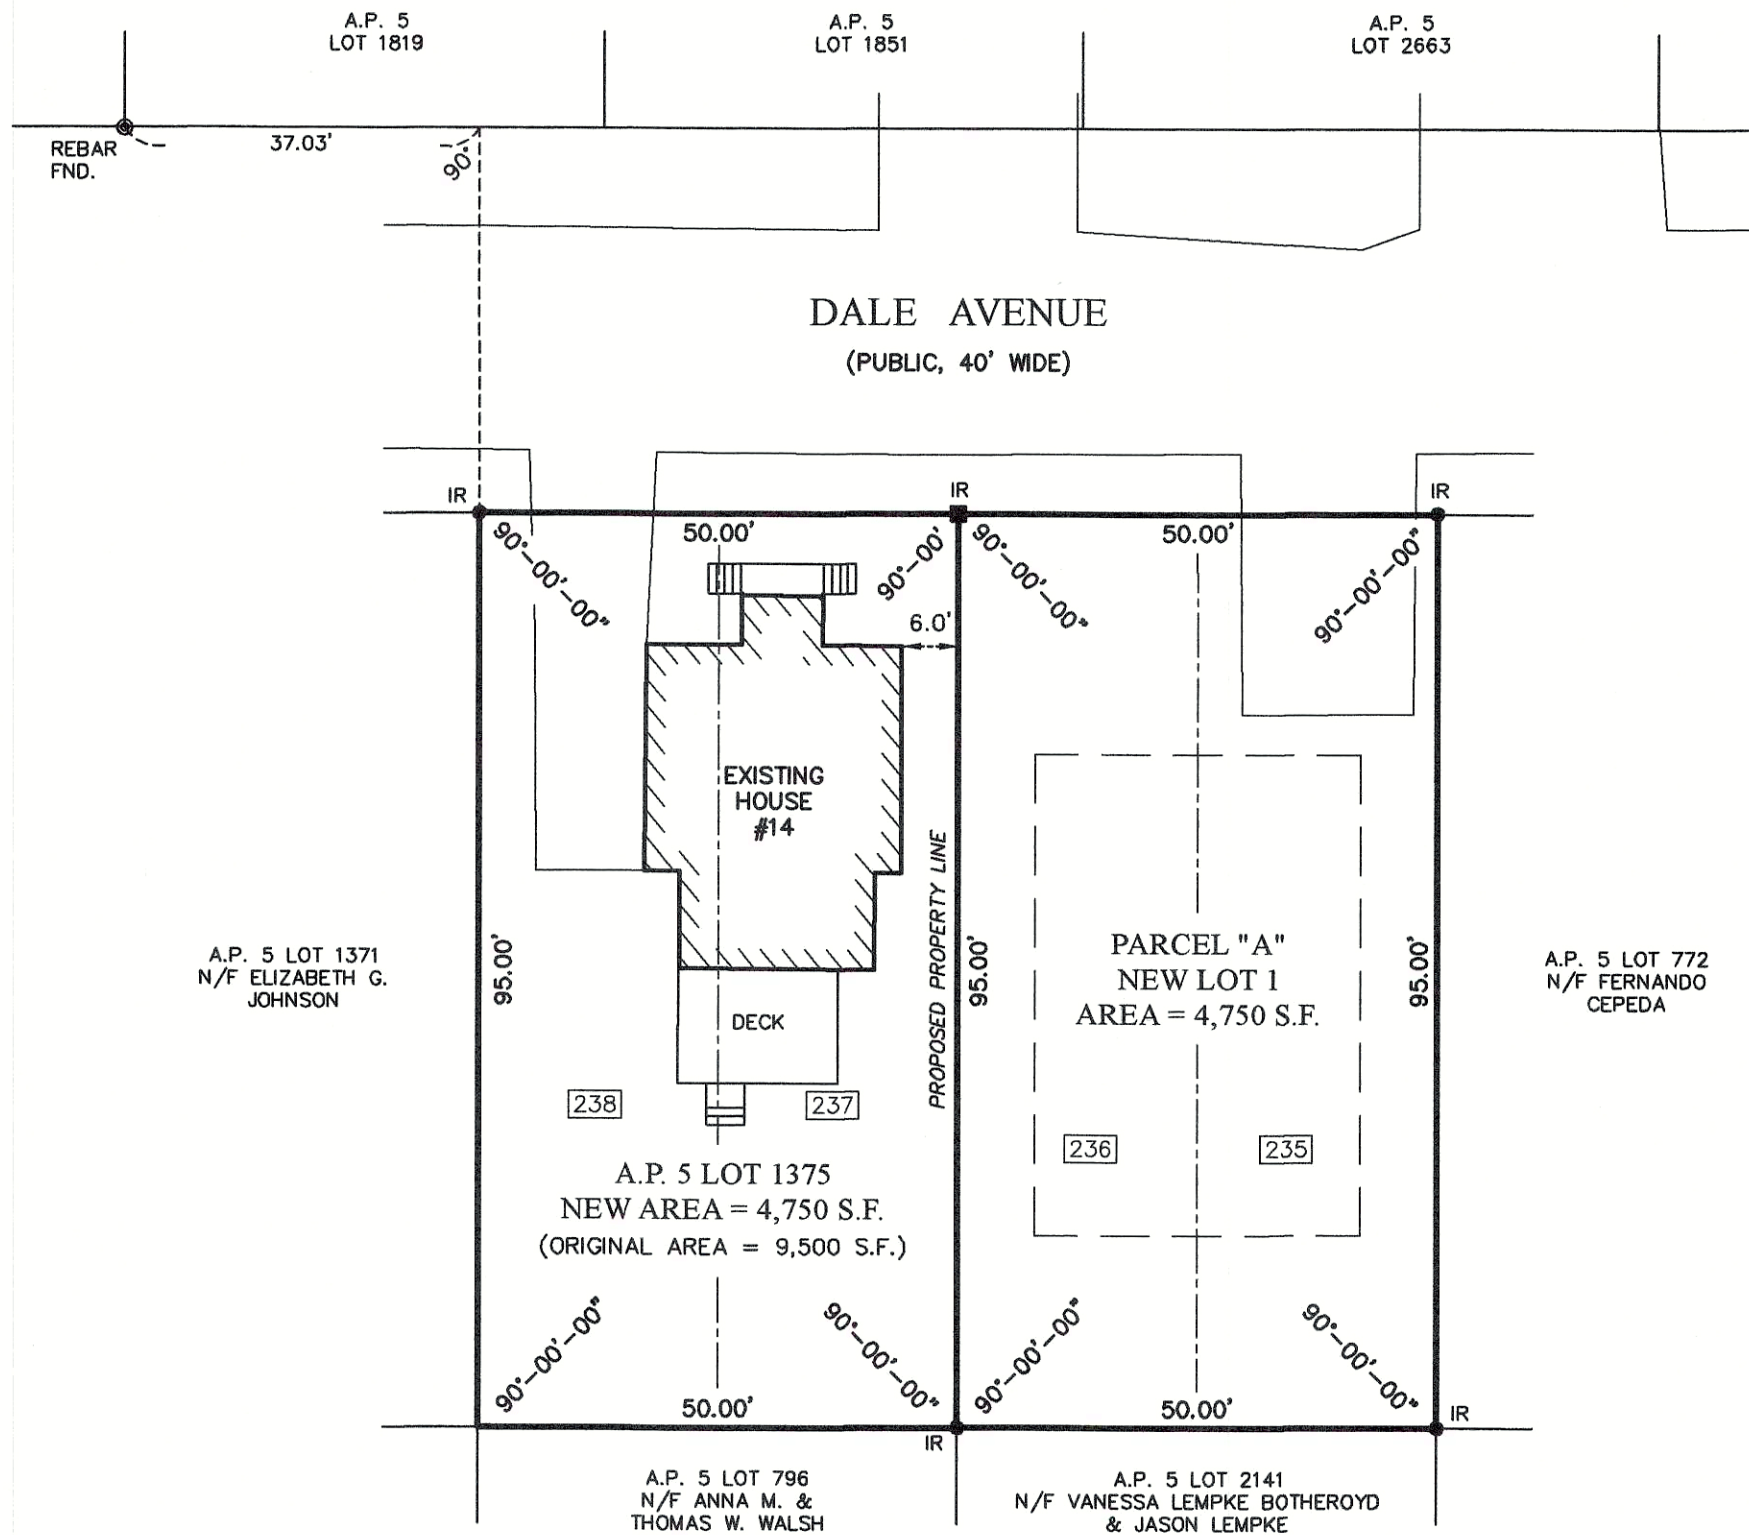 A.P. 5
LOT 1819
A.P. 5
LOT 1851
A.P. 5
LOT 2663
REBAR
FND.
37.03'
90°
DALE AVENUE
(PUBLIC, 40' WIDE)
IR
IR
IR
50.00'
50.00'
90°-00'-00"
90°-00'
90°-00'-00"
90°-00'-00"
6.0'
EXISTING
HOUSE
#14
PROPOSED PROPERTY LINE
A.P. 5 LOT 1371
N/F ELIZABETH G.
JOHNSON
95.00'
95.00'
95.00'
PARCEL "A"
NEW LOT 1
AREA = 4,750 S.F.
A.P. 5 LOT 772
N/F FERNANDO
CEPEDA
DECK
238
237
236
235
A.P. 5 LOT 1375
NEW AREA = 4,750 S.F.
(ORIGINAL AREA = 9,500 S.F.)
90°-00'-00"
90°-00'-00"
90°-00'-00"
90°-00'-00"
50.00'
50.00'
IR
IR
A.P. 5 LOT 796
N/F ANNA M. &
THOMAS W. WALSH
A.P. 5 LOT 2141
N/F VANESSA LEMPKE BOTHEROYD
& JASON LEMPKE